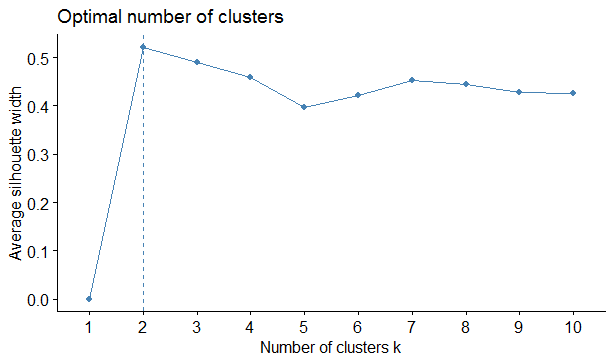 Optimal number of clusters
Average silhouette width
0.5
0.4
0.3
0.2
0.1
0.0
1 2 3 4 5 6 7 8 9 10
Number of clusters k